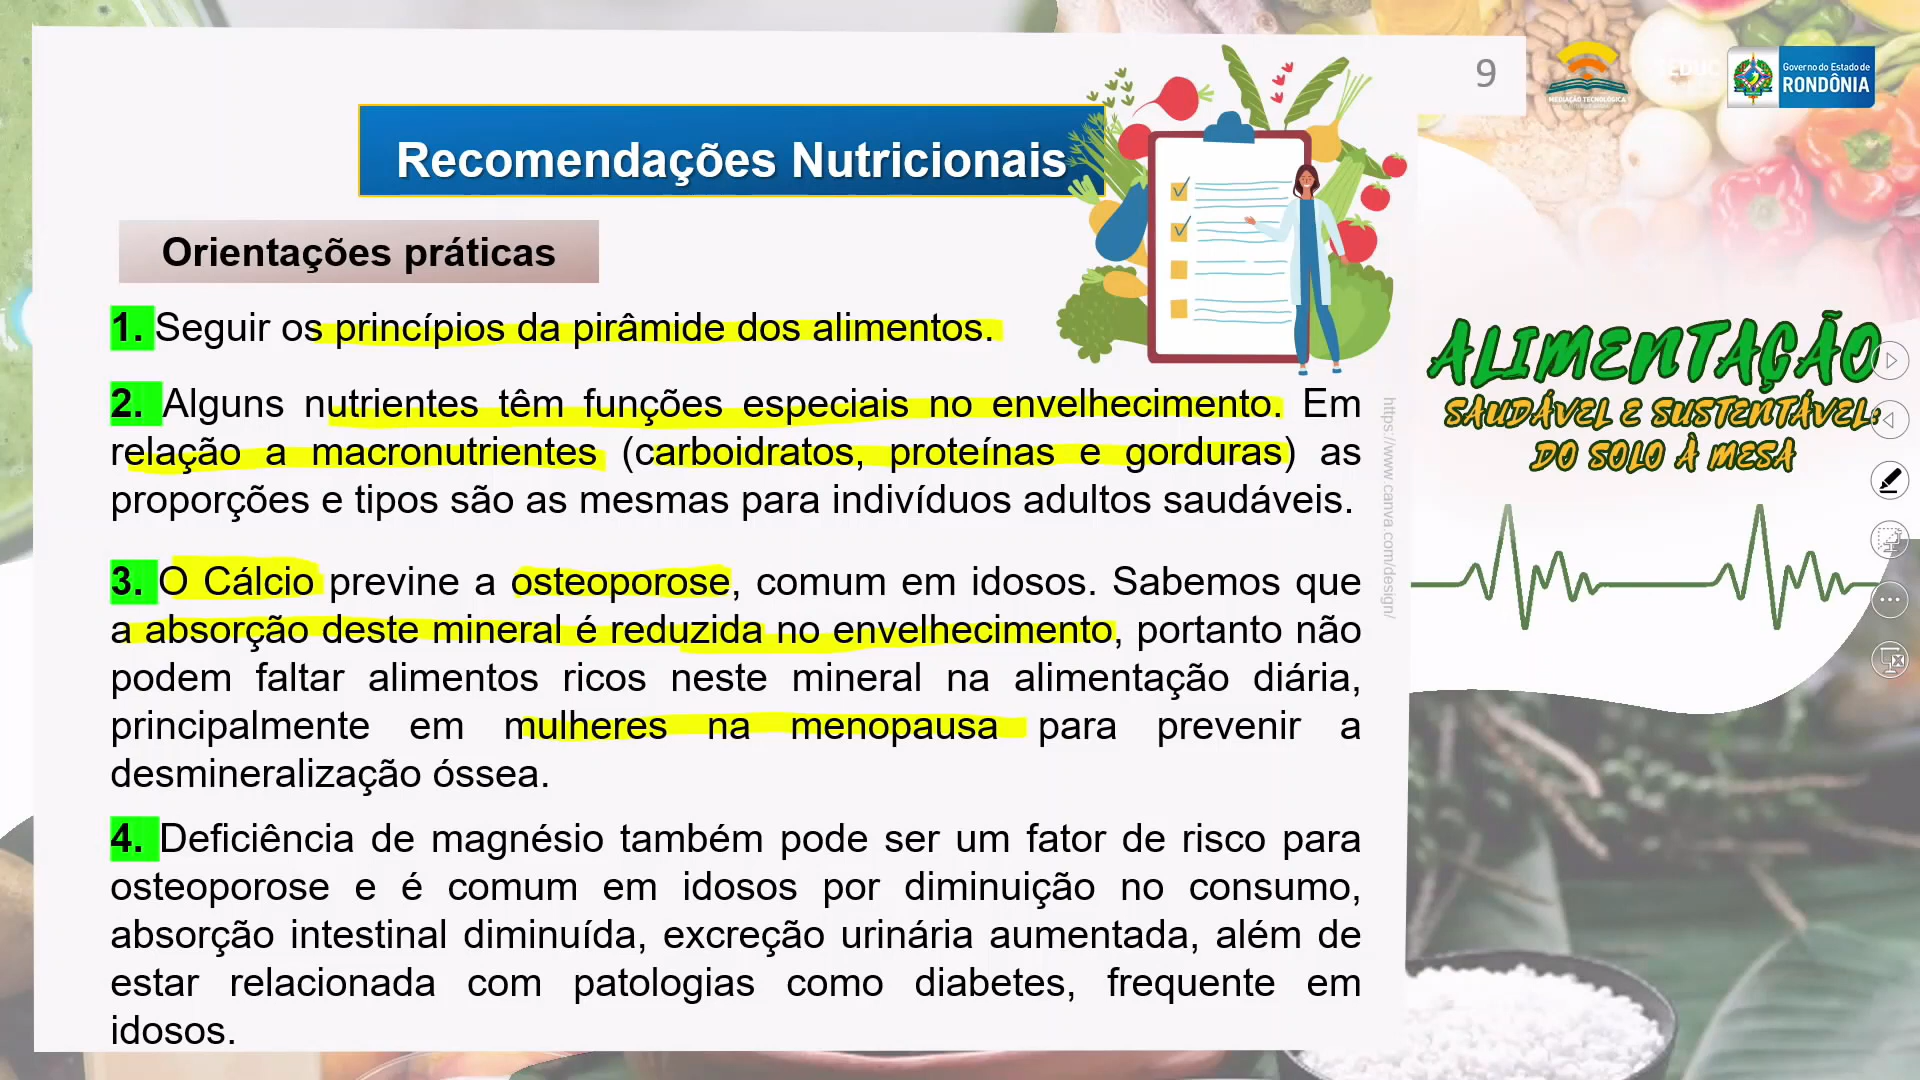 9
MEDIAÇÃO TECNOLÓGICA
Governo do Estado de
RONDÔNIA
Recomendações Nutricionais
Orientações práticas
1. Seguir os princípios da pirâmide dos alimentos.
2. Alguns nutrientes têm funções especiais no envelhecimento. Em
relação a macronutrientes (carboidratos, proteínas e gorduras) as
proporções e tipos são as mesmas para indivíduos adultos saudáveis.
3. O Cálcio previne a osteoporose, comum em idosos. Sabemos que
a absorção deste mineral é reduzida no envelhecimento, portanto não
podem faltar alimentos ricos neste mineral na alimentação diária,
principalmente em mulheres na menopausa para prevenir a
desmineralização óssea.
4. Deficiência de magnésio também pode ser um fator de risco para
osteoporose e é comum em idosos por diminuição no consumo,
absorção intestinal diminuída, excreção urinária aumentada, além de
estar relacionada com patologias como diabetes, frequente em
idosos.
https://www.canva.com/design/
ALIMENTAÇÃO
SAUDÁVEL E SUSTENTÁVEL:
DO SOLO À MESA